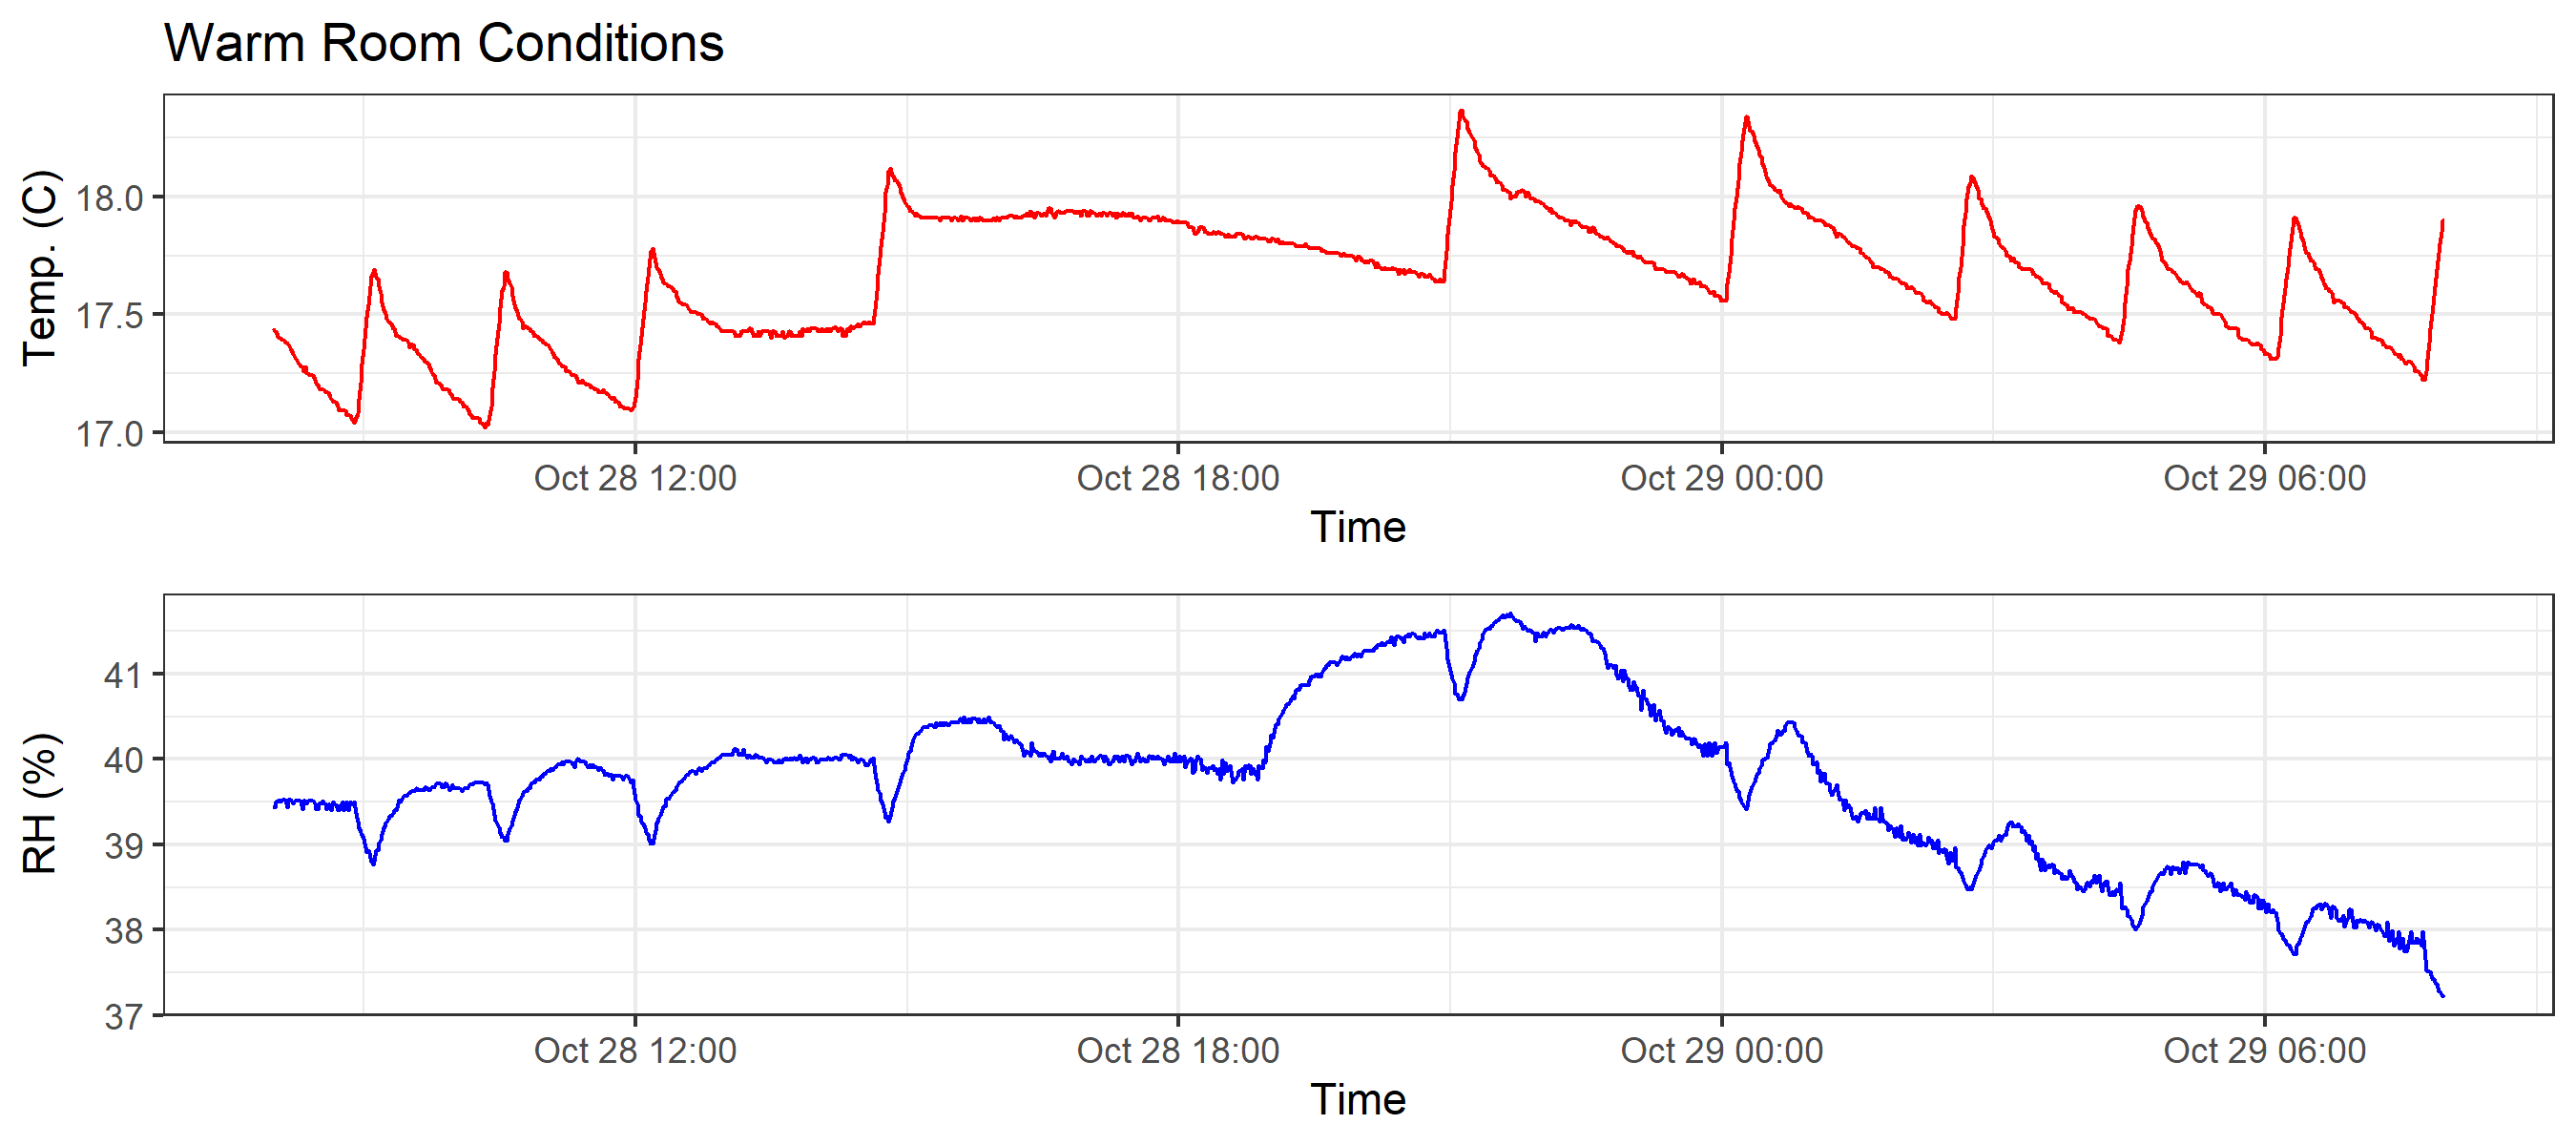 Warm Room Conditions
Temp. (C)
18.0
17.5
17.0
Oct 28 12:00 Oct 28 18:00 Oct 29 00:00 Oct 29 06:00
Time
RH (%)
41
40
39
38
37
Oct 28 12:00 Oct 28 18:00 Oct 29 00:00 Oct 29 06:00
Time